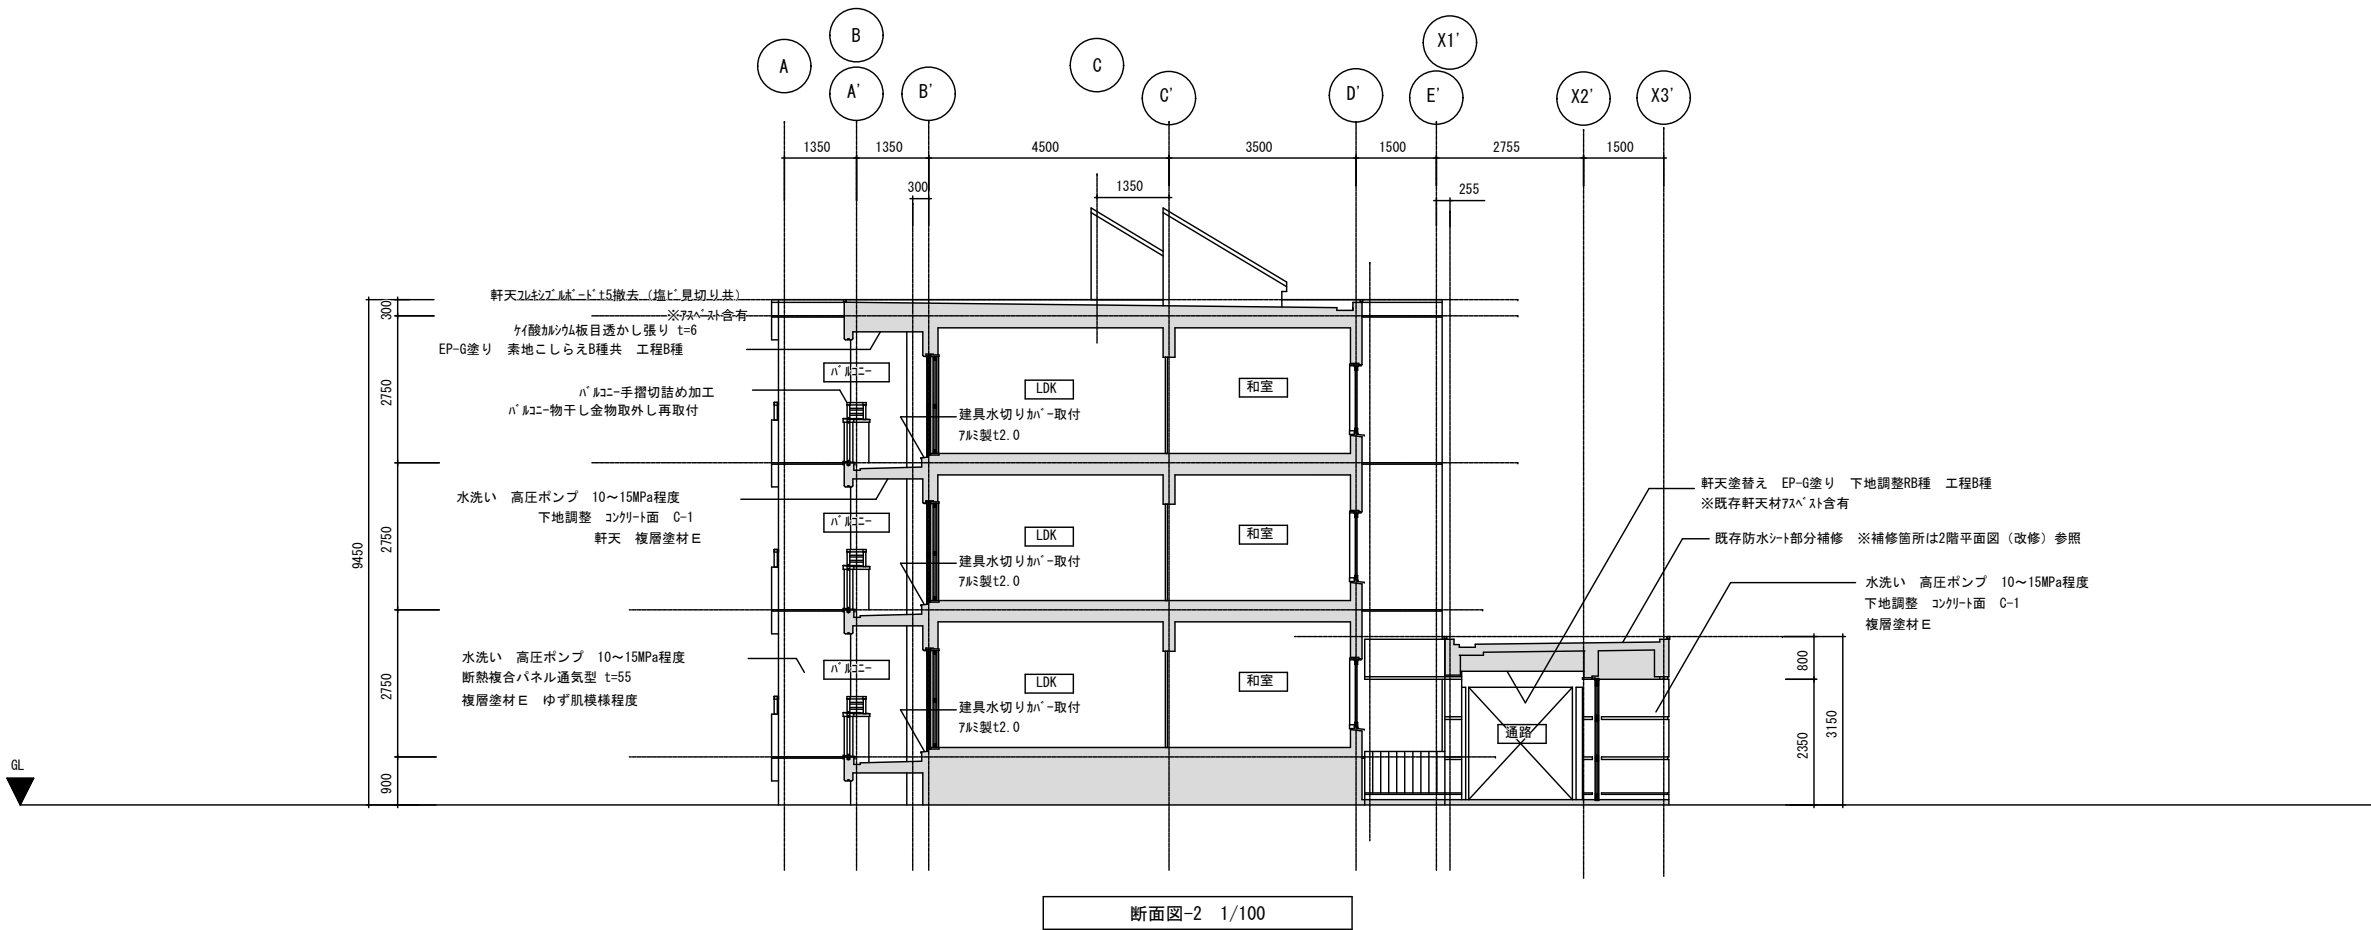 A
B
A'
B'
C
C'
D'
X1'
E'
X2'
X3'
1350
1350
4500
3500
1500
2755
1500
300
1350
255
軒天ﾌﾚｷｼﾌﾞﾙﾎﾞｰﾄﾞt5撤去（塩ﾋﾞ見切り共）
※ｱｽﾍﾞｽﾄ含有
ｹｲ酸ｶﾙｼｳﾑ板目透かし張り t=6
EP-G塗り　素地こしらえB種共　工程B種
ﾊﾞﾙｺﾆｰ
ﾊﾞﾙｺﾆｰ手摺切詰め加工
ﾊﾞﾙｺﾆｰ物干し金物取外し再取付
LDK
和室
建具水切りｶﾊﾞｰ取付
ｱﾙﾐ製t2.0
水洗い　高圧ポンプ　10～15MPa程度
下地調整　ｺﾝｸﾘｰﾄ面　C-1
軒天　複層塗材Ｅ
ﾊﾞﾙｺﾆｰ
LDK
和室
建具水切りｶﾊﾞｰ取付
ｱﾙﾐ製t2.0
水洗い　高圧ポンプ　10～15MPa程度
断熱複合パネル通気型 t=55
複層塗材Ｅ　ゆず肌模様程度
ﾊﾞﾙｺﾆｰ
LDK
和室
建具水切りｶﾊﾞｰ取付
ｱﾙﾐ製t2.0
軒天塗替え　EP-G塗り　下地調整RB種　工程B種
※既存軒天材ｱｽﾍﾞｽﾄ含有
既存防水ｼｰﾄ部分補修　※補修箇所は2階平面図（改修）参照
水洗い　高圧ポンプ　10～15MPa程度
下地調整　ｺﾝｸﾘｰﾄ面　C-1
複層塗材Ｅ
通路
300
2750
2750
2750
900
9450
800
2350
3150
GL
断面図-2　1/100